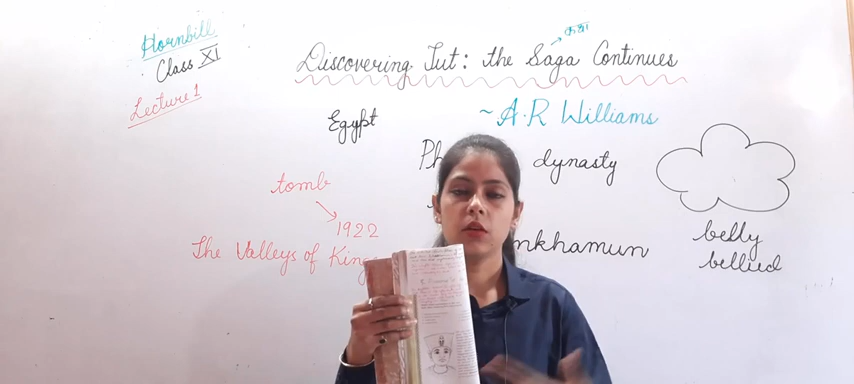 Hornbill
Class XI
Lecture 1
कथा
Discovering Tut: the Saga Continues
~ A.R Williams
Egypt
Ph
dynasty
tomb
1922
The Valleys of King
nkhamun
belly
bellied